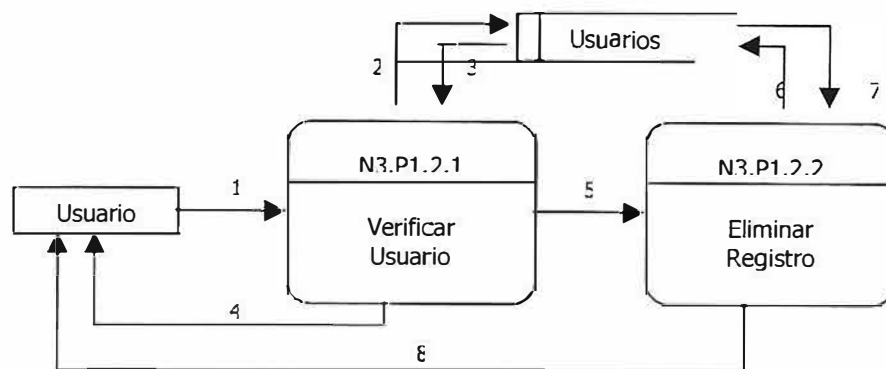 Usuarios
2
3
6
7
N3.P1.2.1
N3.P1.2.2
1
5
Usuario
Verificar
Usuario
Eliminar
Registro
4
8